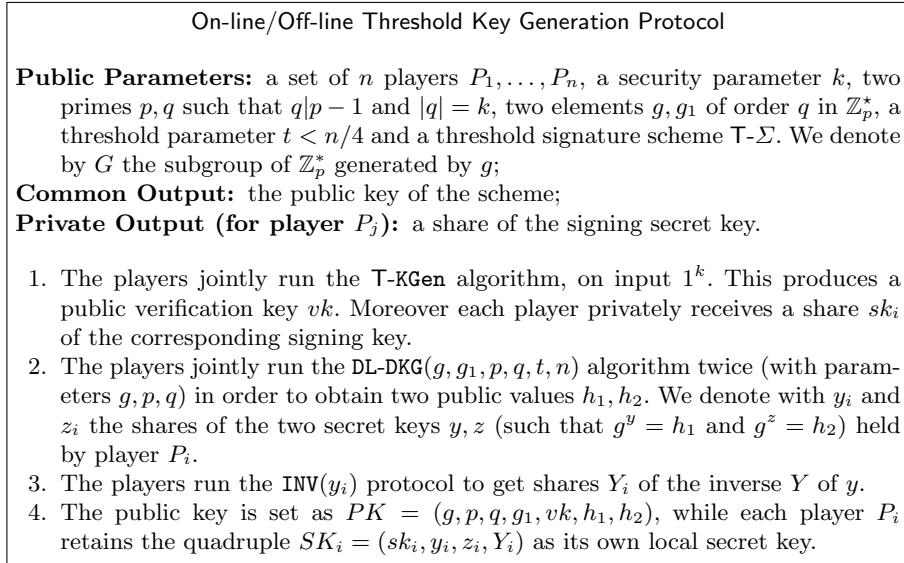 On-line/Off-line Threshold Key Generation Protocol
Public Parameters: a set of n players P₁, . . . , Pₙ, a security parameter k, two
primes p, q such that q|p − 1 and |q| = k, two elements g, g₁ of order q in ℤₚ⋆, a
threshold parameter t < n/4 and a threshold signature scheme T-Σ. We denote
by G the subgroup of ℤₚ* generated by g;
Common Output: the public key of the scheme;
Private Output (for player Pⱼ): a share of the signing secret key.
1. The players jointly run the T-KGen algorithm, on input 1ᵏ. This produces a
public verification key vk. Moreover each player privately receives a share skᵢ
of the corresponding signing key.
2. The players jointly run the DL-DKG(g, g₁, p, q, t, n) algorithm twice (with param-
eters g, p, q) in order to obtain two public values h₁, h₂. We denote with yᵢ and
zᵢ the shares of the two secret keys y, z (such that gʸ = h₁ and gᶻ = h₂) held
by player Pᵢ.
3. The players run the INV(yᵢ) protocol to get shares Yᵢ of the inverse Y of y.
4. The public key is set as PK = (g, p, q, g₁, vk, h₁, h₂), while each player Pᵢ
retains the quadruple SKᵢ = (skᵢ, yᵢ, zᵢ, Yᵢ) as its own local secret key.